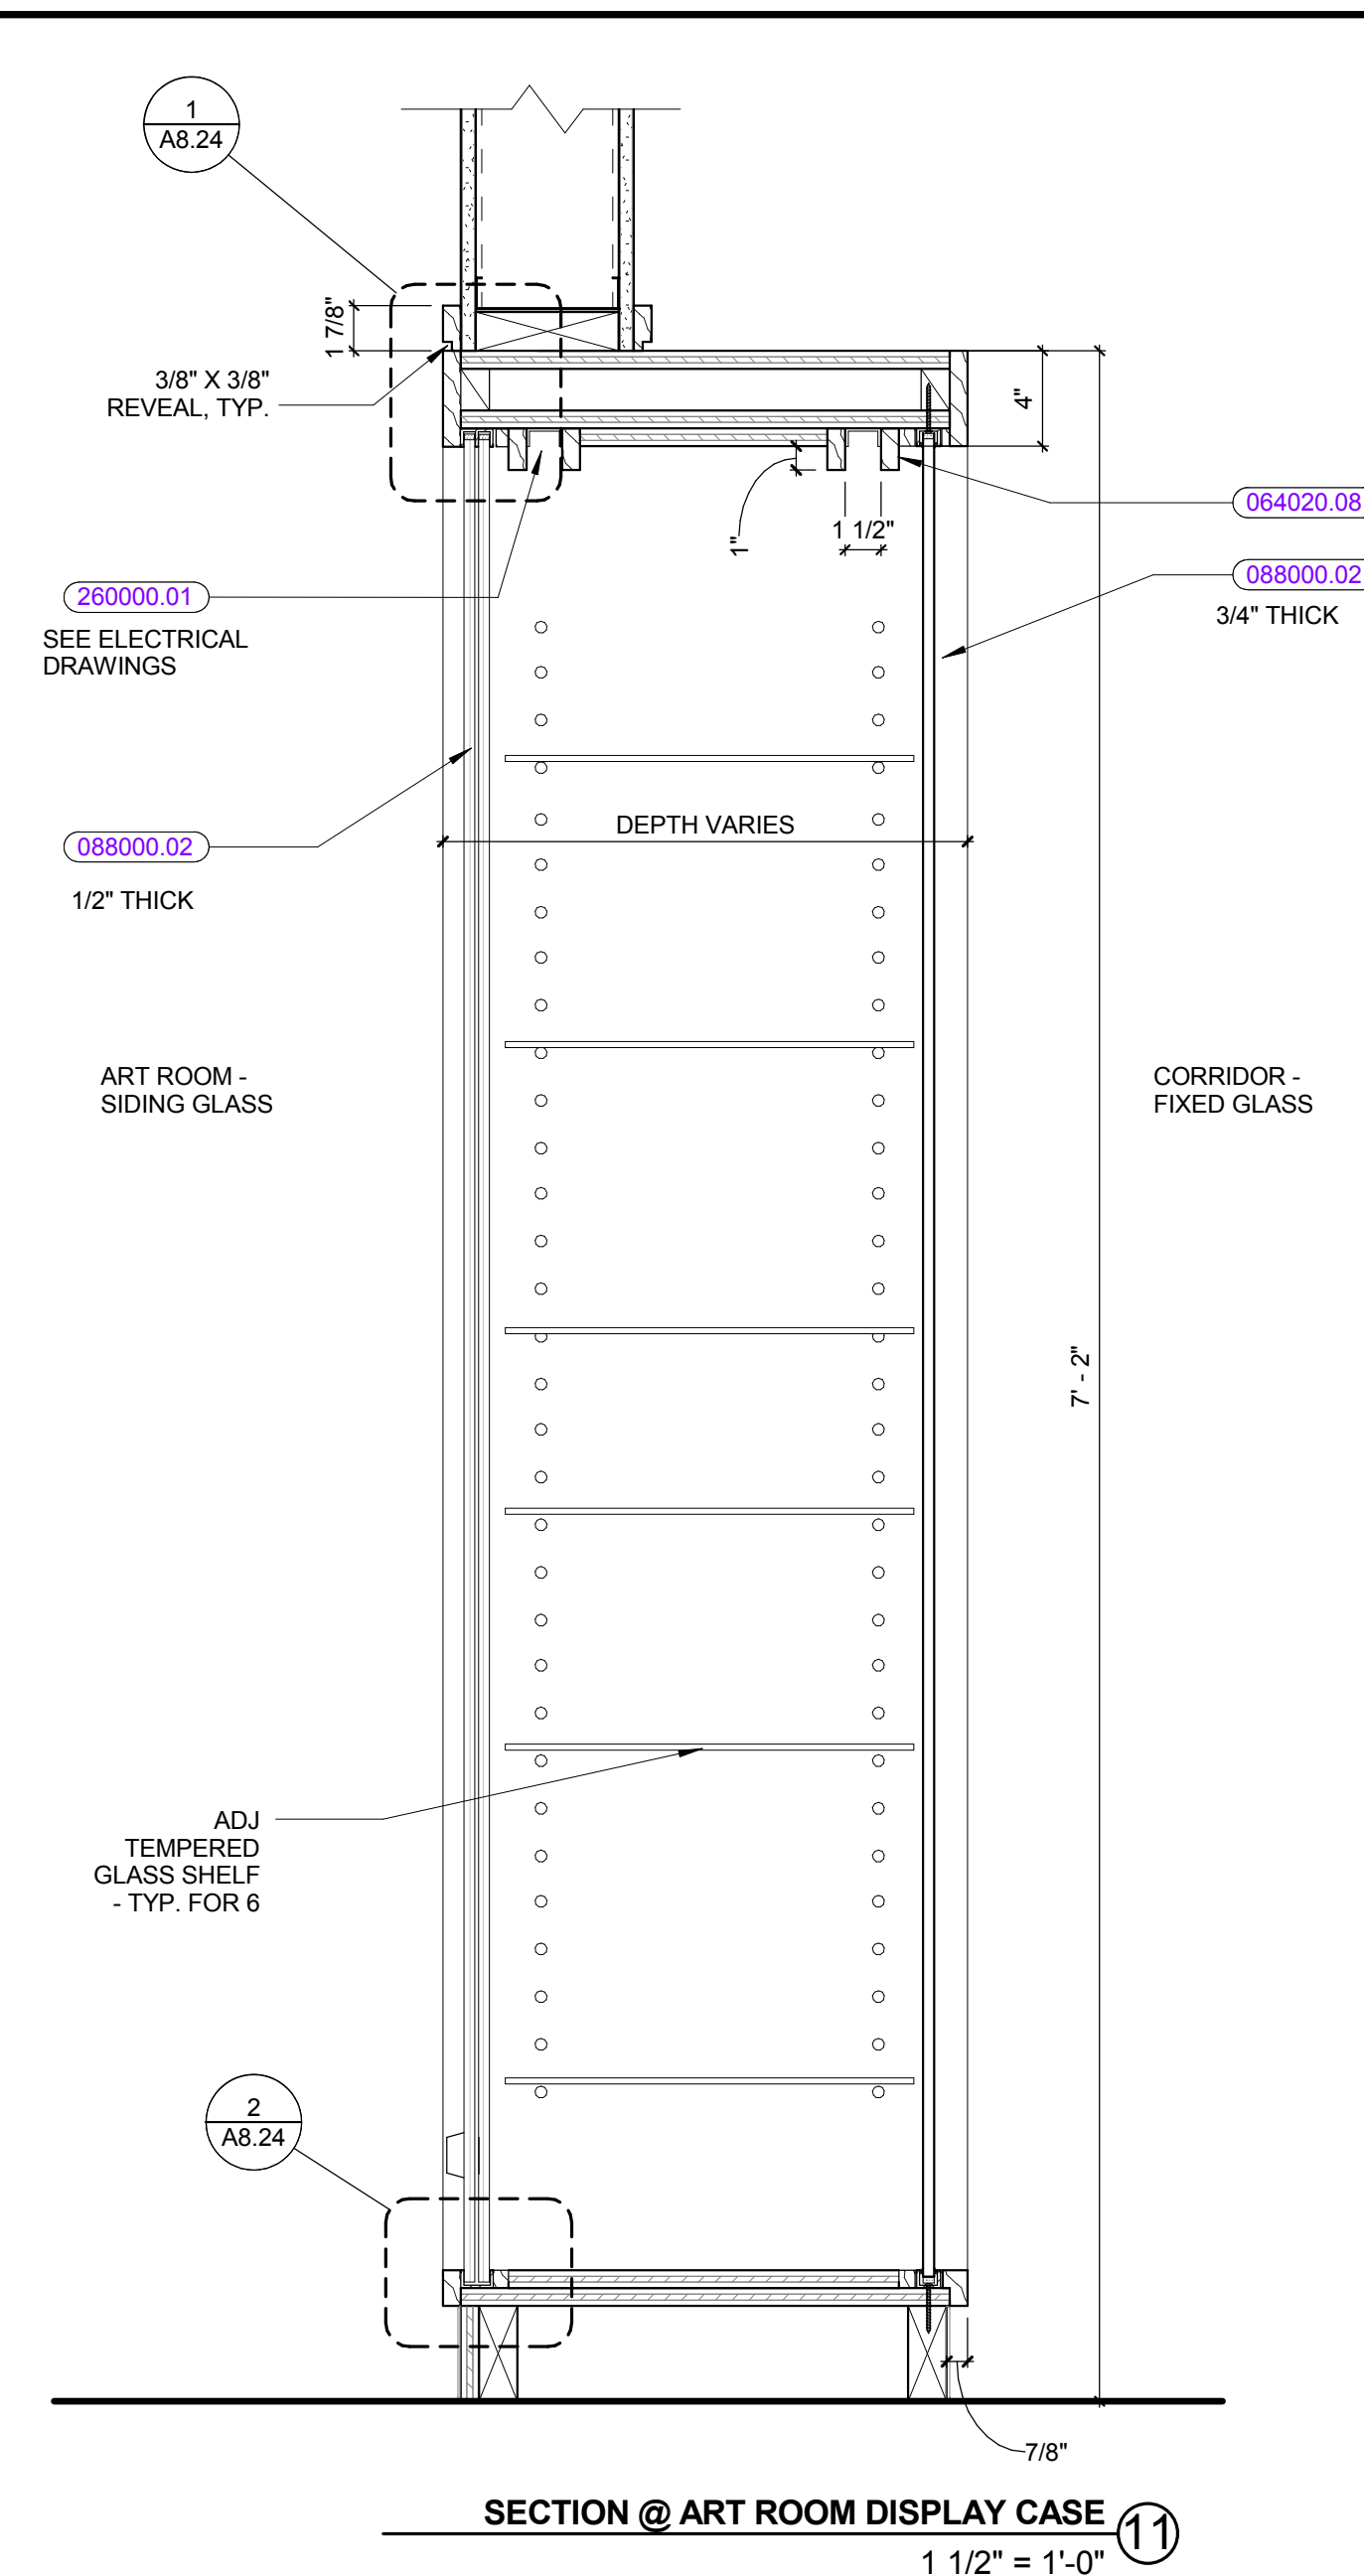 1
A8.24
1 7/8"
3/8" X 3/8"
REVEAL, TYP.
4"
064020.08
1"
1 1/2"
088000.02
3/4" THICK
260000.01
SEE ELECTRICAL
DRAWINGS
DEPTH VARIES
088000.02
1/2" THICK
ART ROOM -
SIDING GLASS
CORRIDOR -
FIXED GLASS
7' - 2"
ADJ
TEMPERED
GLASS SHELF
- TYP. FOR 6
2
A8.24
7/8"
SECTION @ ART ROOM DISPLAY CASE
11
1 1/2" = 1'-0"